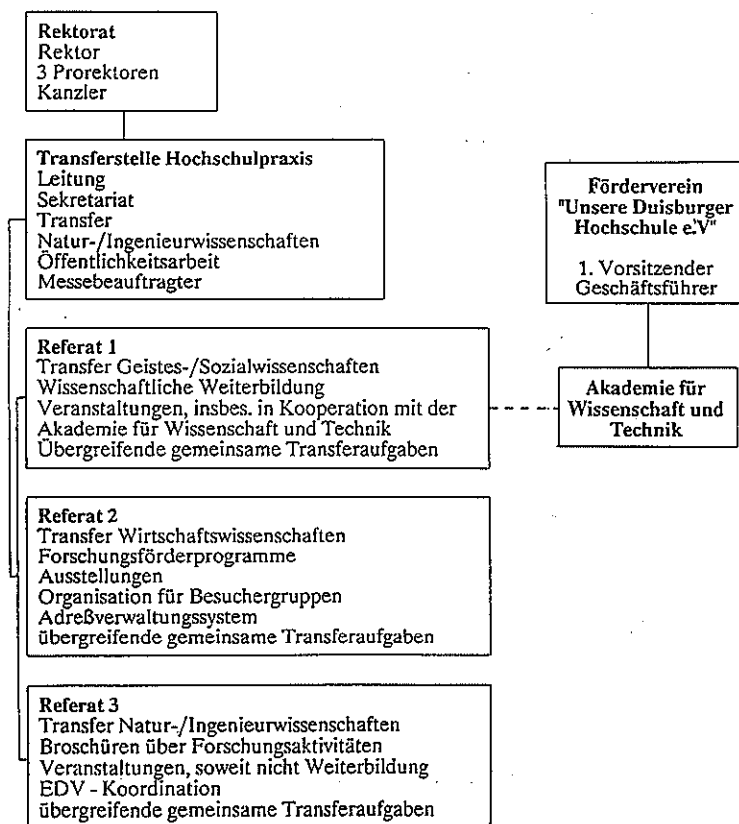 Rektorat
Rektor
3 Prorektoren
Kanzler
Transferstelle Hochschulpraxis
Leitung
Sekretariat
Transfer
Natur-/Ingenieurwissenschaften
Öffentlichkeitsarbeit
Messebeauftragter
Förderverein
"Unsere Duisburger
Hochschule e.V"
1. Vorsitzender
Geschäftsführer
Referat 1
Transfer Geistes-/Sozialwissenschaften
Wissenschaftliche Weiterbildung
Veranstaltungen, insbes. in Kooperation mit der
Akademie für Wissenschaft und Technik
Übergreifende gemeinsame Transferaufgaben
Akademie für
Wissenschaft und
Technik
Referat 2
Transfer Wirtschaftswissenschaften
Forschungsförderprogramme
Ausstellungen
Organisation für Besuchergruppen
Adreßverwaltungssystem
übergreifende gemeinsame Transferaufgaben
Referat 3
Transfer Natur-/Ingenieurwissenschaften
Broschüren über Forschungsaktivitäten
Veranstaltungen, soweit nicht Weiterbildung
EDV - Koordination
übergreifende gemeinsame Transferaufgaben